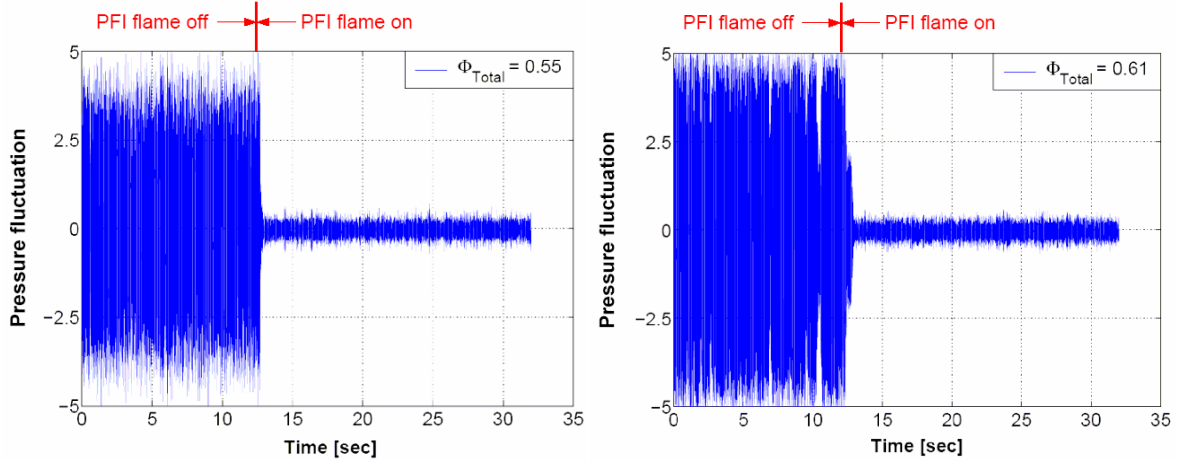 PFI flame off PFI flame on
Φ_Total = 0.55
Pressure fluctuation
5
2.5
0
−2.5
−5
0 5 10 15 20 25 30 35
Time [sec]
PFI flame off PFI flame on
Φ_Total = 0.61
Pressure fluctuation
5
2.5
0
−2.5
−5
0 5 10 15 20 25 30 35
Time [sec]